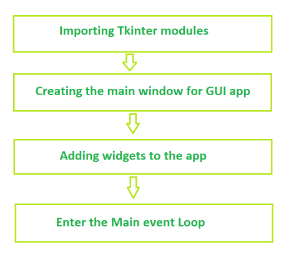 Importing Tkinter modules
Creating the main window for GUI app
Adding widgets to the app
Enter the Main event Loop